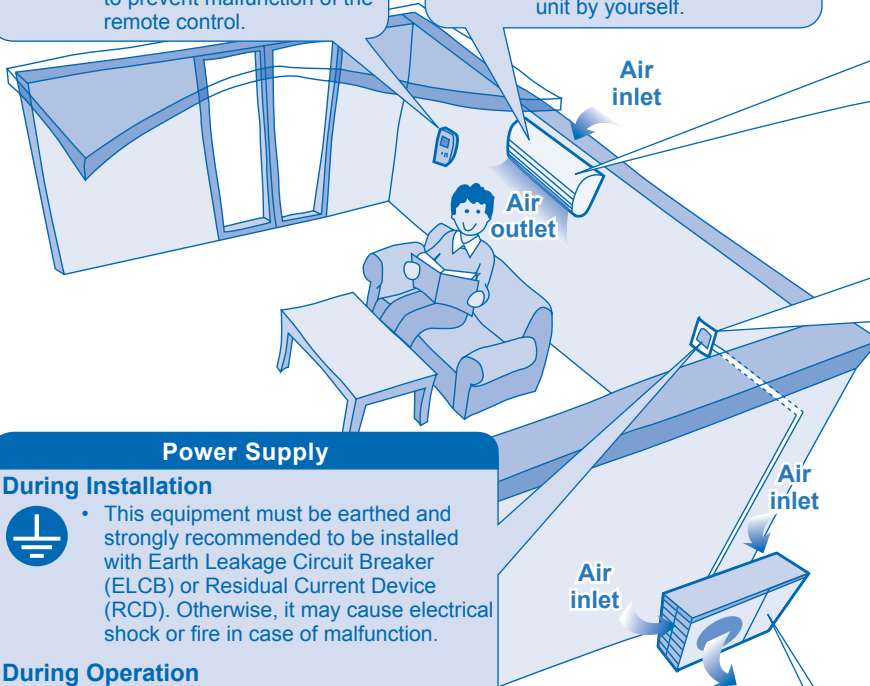 to prevent malfunction of the
remote control.
unit by yourself.
Air
inlet
Air
outlet
Power Supply
During Installation
• This equipment must be earthed and
strongly recommended to be installed
with Earth Leakage Circuit Breaker
(ELCB) or Residual Current Device
(RCD). Otherwise, it may cause electrical
shock or fire in case of malfunction.
During Operation
Air
inlet
Air
inlet